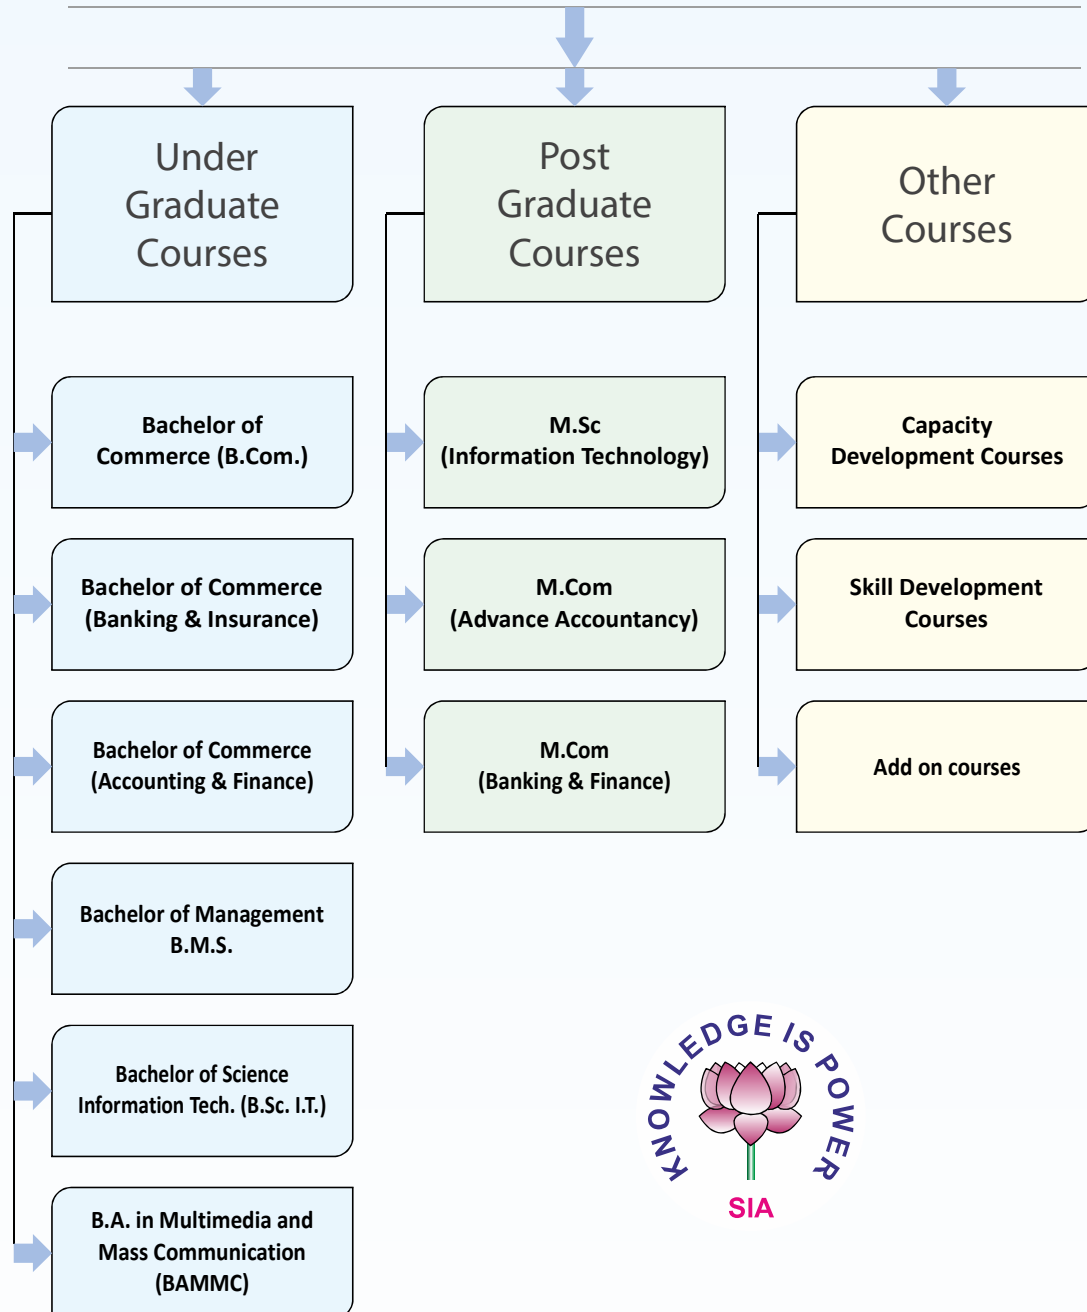 Under
Graduate
Courses
Bachelor of
Commerce (B.Com.)
Bachelor of Commerce
(Banking & Insurance)
Bachelor of Commerce
(Accounting & Finance)
Bachelor of Management
B.M.S.
Bachelor of Science
Information Tech. (B.Sc. I.T.)
B.A. in Multimedia and
Mass Communication
(BAMMC)
Post
Graduate
Courses
M.Sc
(Information Technology)
M.Com
(Advance Accountancy)
M.Com
(Banking & Finance)
Other
Courses
Capacity
Development Courses
Skill Development
Courses
Add on courses
KNOWLEDGE IS POWER
SIA